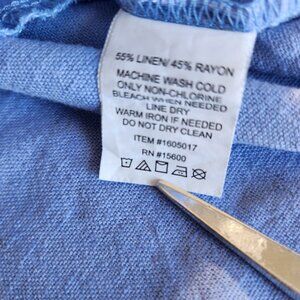 55% LINEN/45% RAYON
MACHINE WASH COLD
ONLY NON-CHLORINE
BLEACH WHEN NEEDED
LINE DRY
WARM IRON IF NEEDED
DO NOT DRY CLEAN
ITEM #1605017
RN #15600